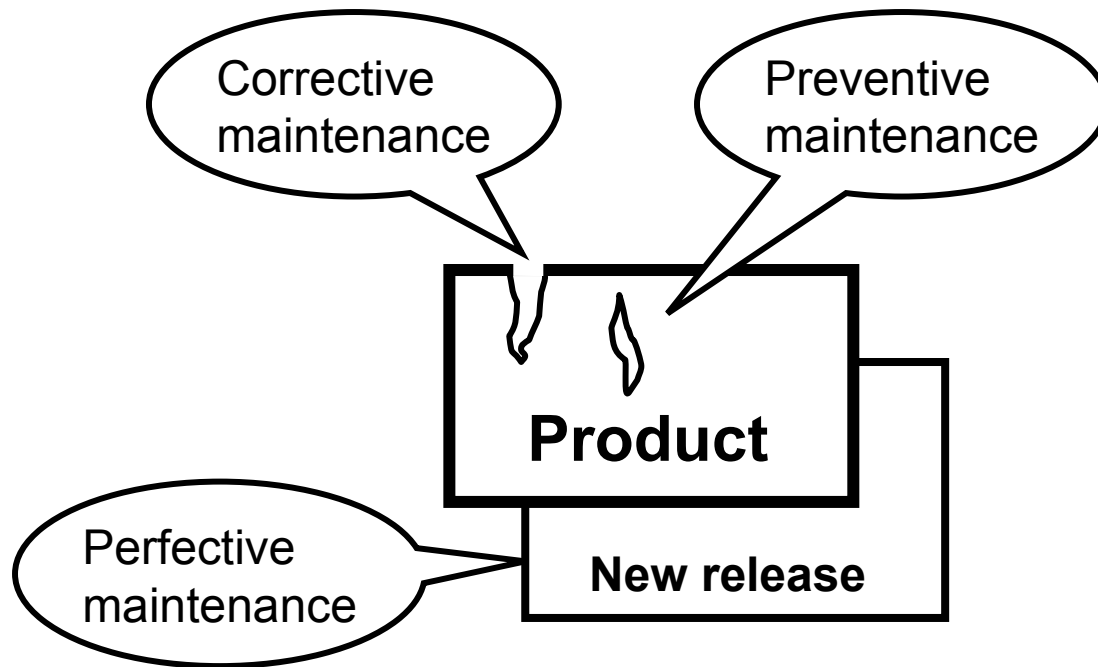 Corrective
maintenance
Preventive
maintenance
Product
Perfective
maintenance
New release